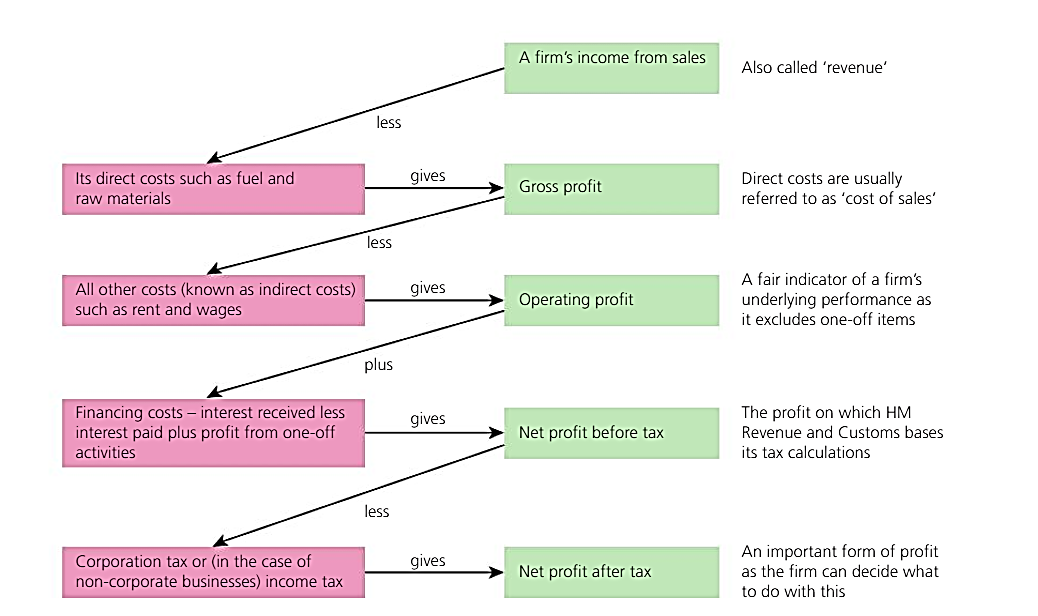 A firm's income from sales
Also called ‘revenue’
less
Its direct costs such as fuel and
raw materials
gives
Gross profit
Direct costs are usually
referred to as ‘cost of sales’
less
All other costs (known as indirect costs)
such as rent and wages
gives
Operating profit
A fair indicator of a firm's
underlying performance as
it excludes one-off items
plus
Financing costs – interest received less
interest paid plus profit from one-off
activities
gives
Net profit before tax
The profit on which HM
Revenue and Customs bases
its tax calculations
less
Corporation tax or (in the case of
non-corporate businesses) income tax
gives
Net profit after tax
An important form of profit
as the firm can decide what
to do with this